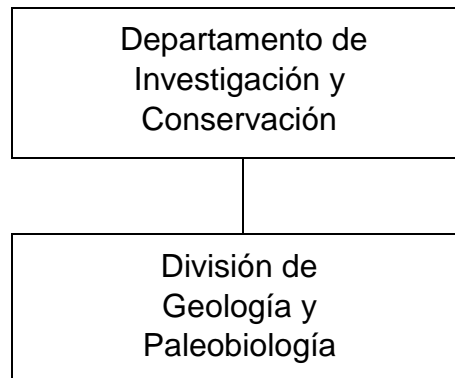 Departamento de
Investigación y
Conservación
División de
Geología y
Paleobiología